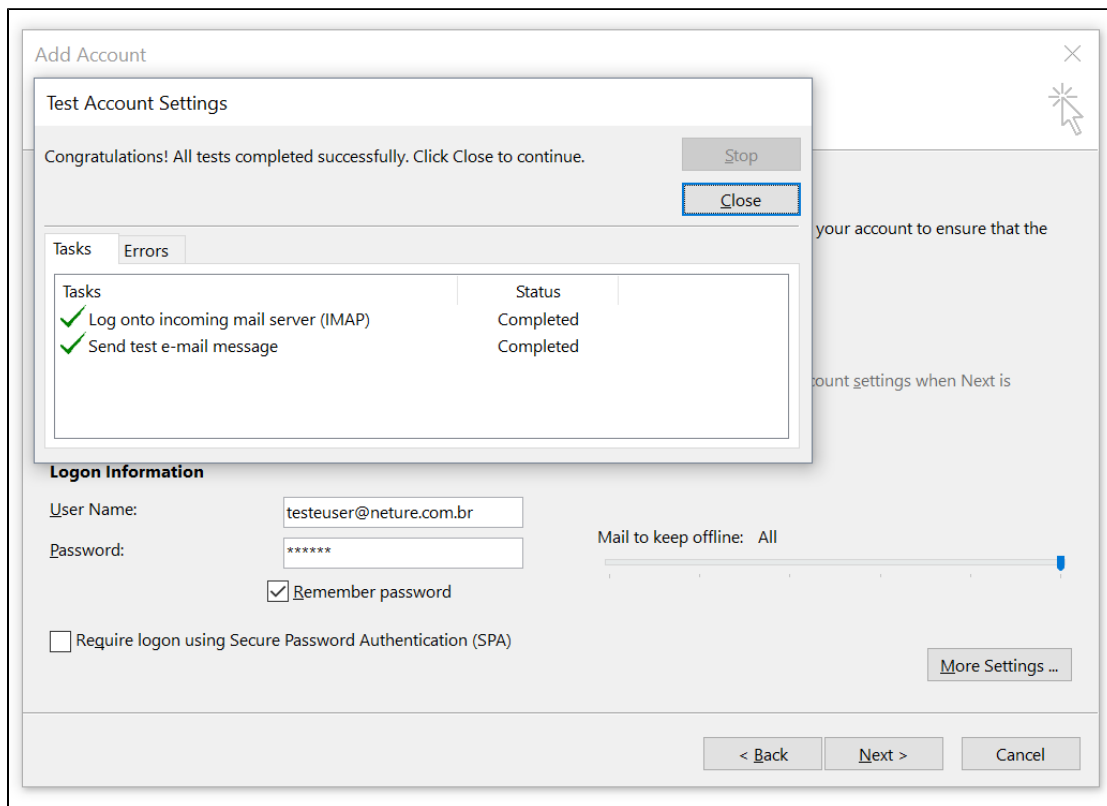 Add Account
Test Account Settings
Congratulations! All tests completed successfully. Click Close to continue.
Stop
Close
your account to ensure that the
Tasks
Errors
Tasks Status
Log onto incoming mail server (IMAP) Completed
Send test e-mail message Completed
settings when Next is
Logon Information
User Name: testeuser@neture.com.br
Password: ******
Mail to keep offline: All
Remember password
Require logon using Secure Password Authentication (SPA)
More Settings ...
< Back Next > Cancel